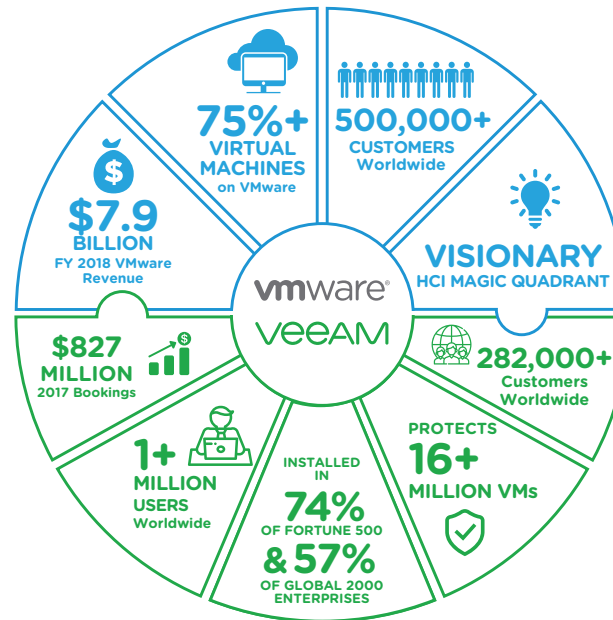 75%+
VIRTUAL
MACHINES
on VMware
500,000+
CUSTOMERS
Worldwide
$
$7.9
BILLION
FY 2018 VMware
Revenue
VISIONARY
HCI MAGIC QUADRANT
vmware®
veeAM
$827
MILLION
2017 Bookings
$
282,000+
Customers
Worldwide
1+
MILLION
USERS
Worldwide
INSTALLED
IN
74%
OF FORTUNE 500
& 57%
OF GLOBAL 2000
ENTERPRISES
PROTECTS
16+
MILLION VMs